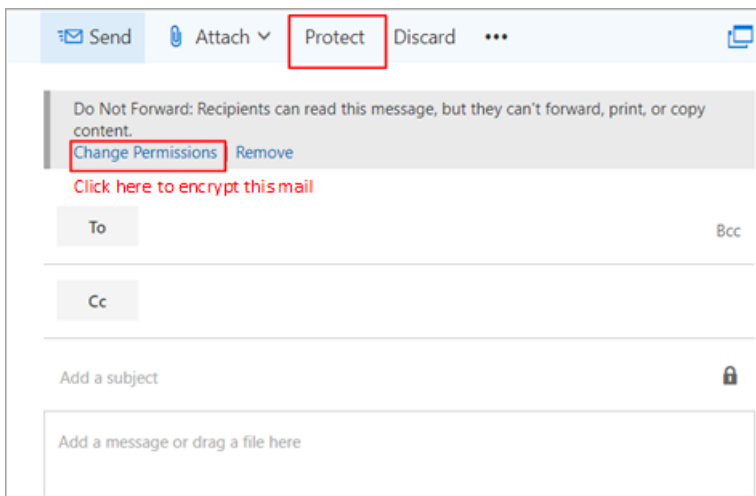 Send Attach Protect Discard •••
Do Not Forward: Recipients can read this message, but they can't forward, print, or copy
content.
Change Permissions | Remove
Click here to encrypt this mail
To Bcc
Cc
Add a subject
Add a message or drag a file here